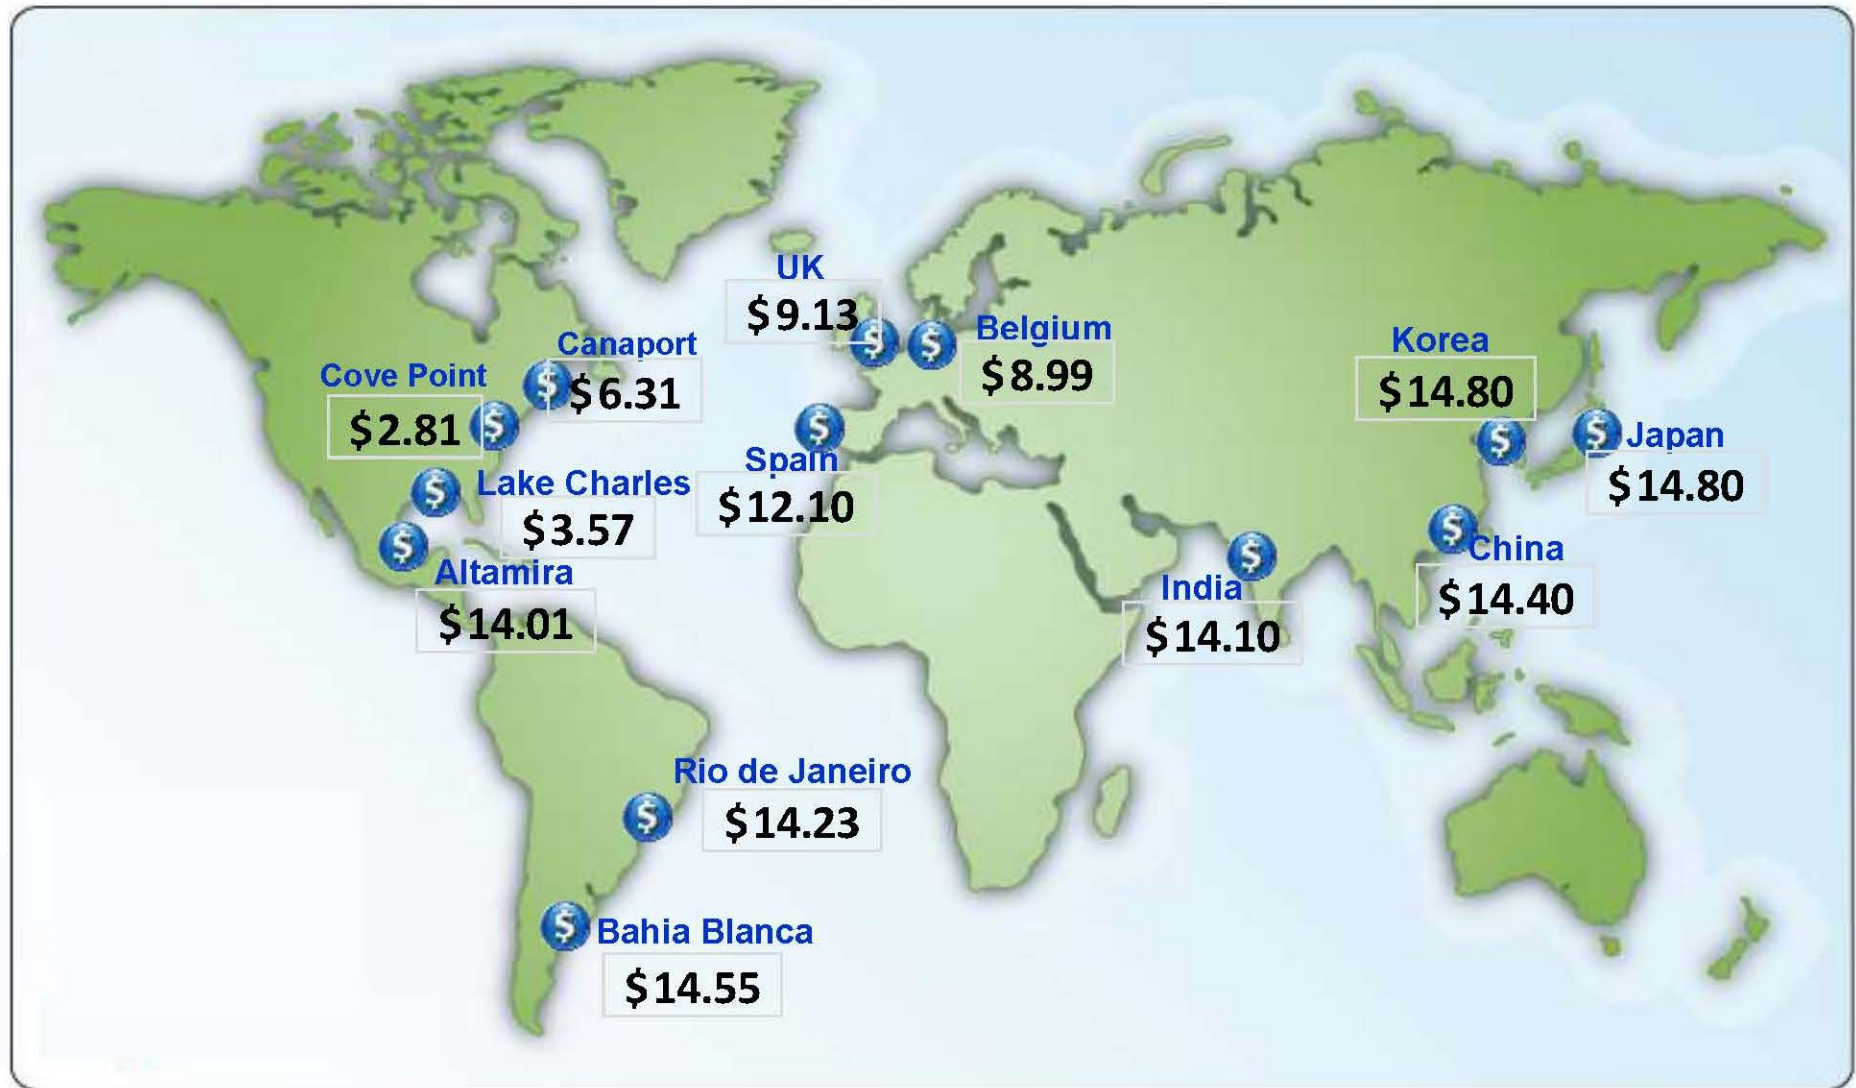 UK
$9.13
Belgium
$8.99
Canaport
$6.31
Cove Point
$2.81
Korea
$14.80
Japan
$14.80
Spain
$12.10
Lake Charles
$3.57
China
$14.40
Altamira
$14.01
India
$14.10
Rio de Janeiro
$14.23
Bahia Blanca
$14.55